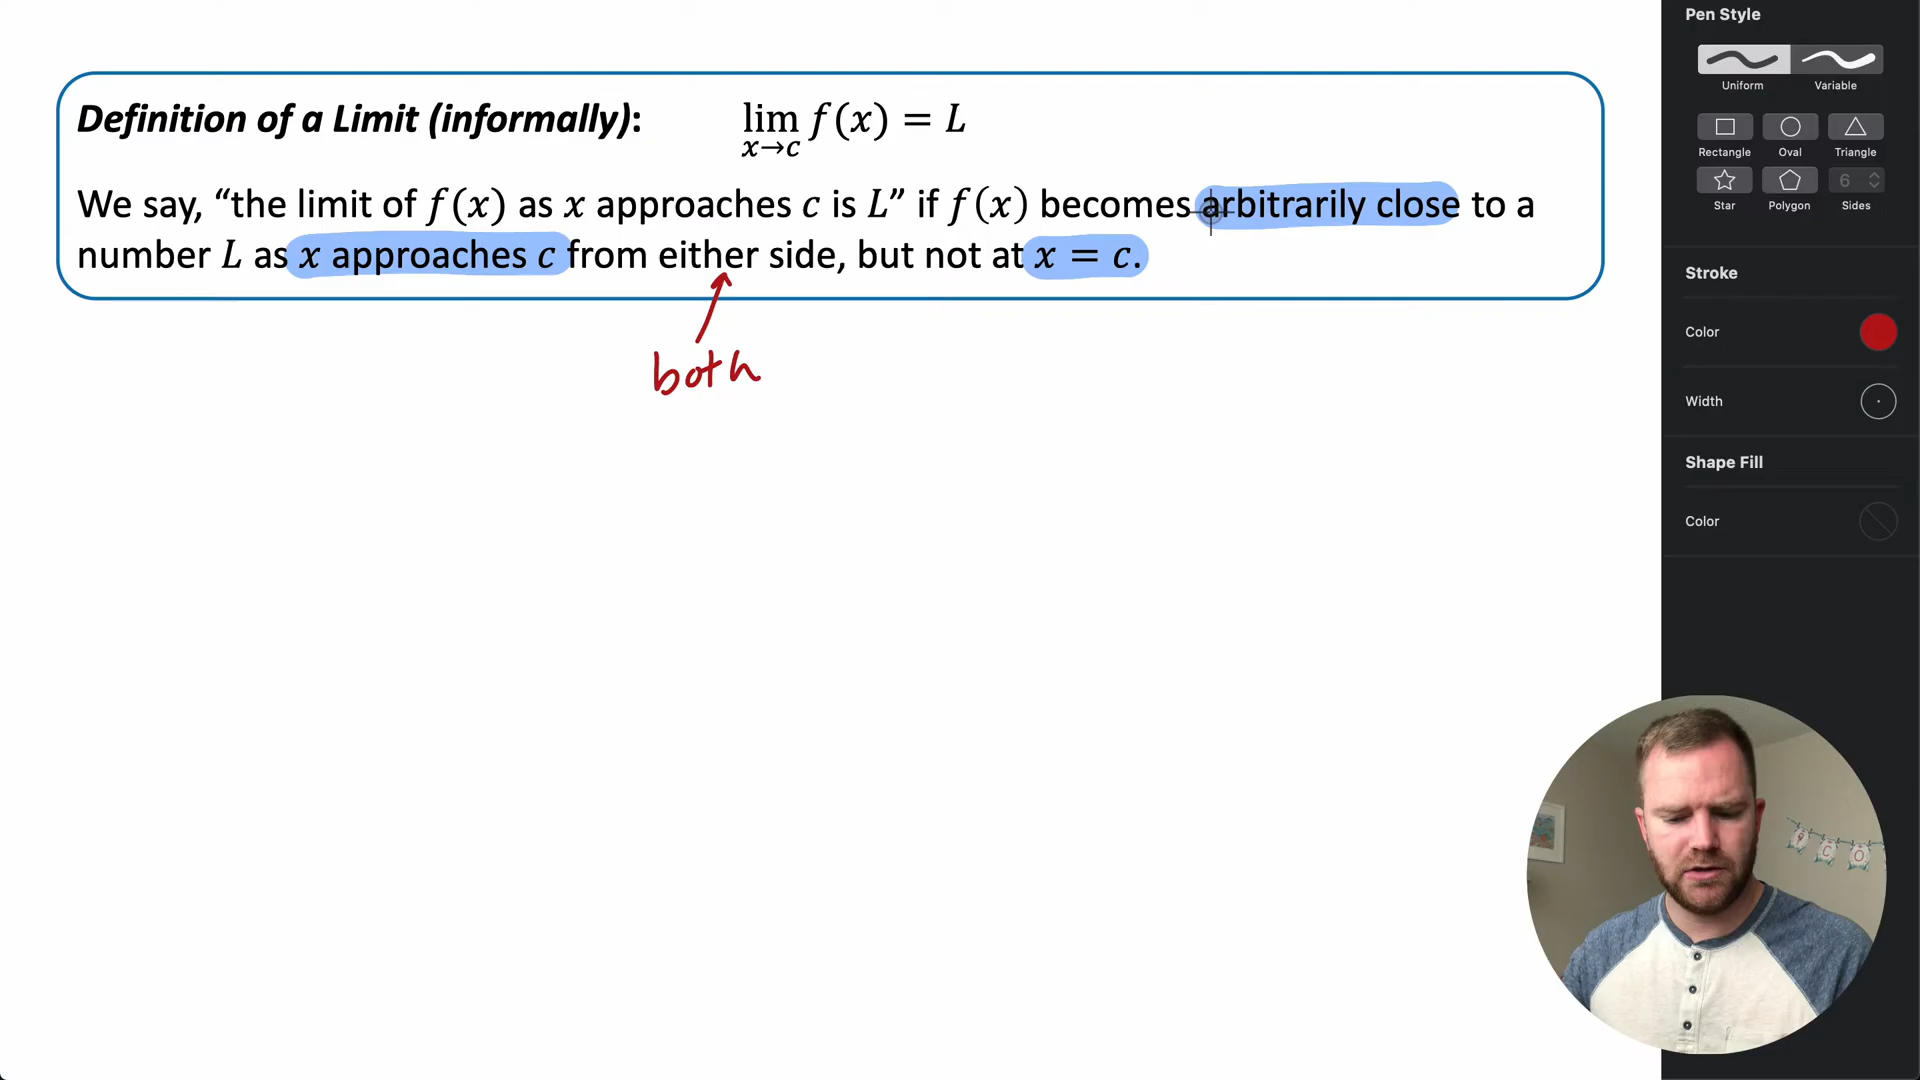 Definition of a Limit (informally): lim x→c f(x) = L
We say, “the limit of f(x) as x approaches c is L” if f(x) becomes arbitrarily close to a
number L as x approaches c from either side, but not at x = c.
both
Pen Style
Uniform Variable
Rectangle Oval Triangle
6
Star Polygon Sides
Stroke
Color
Width
Shape Fill
Color
C O